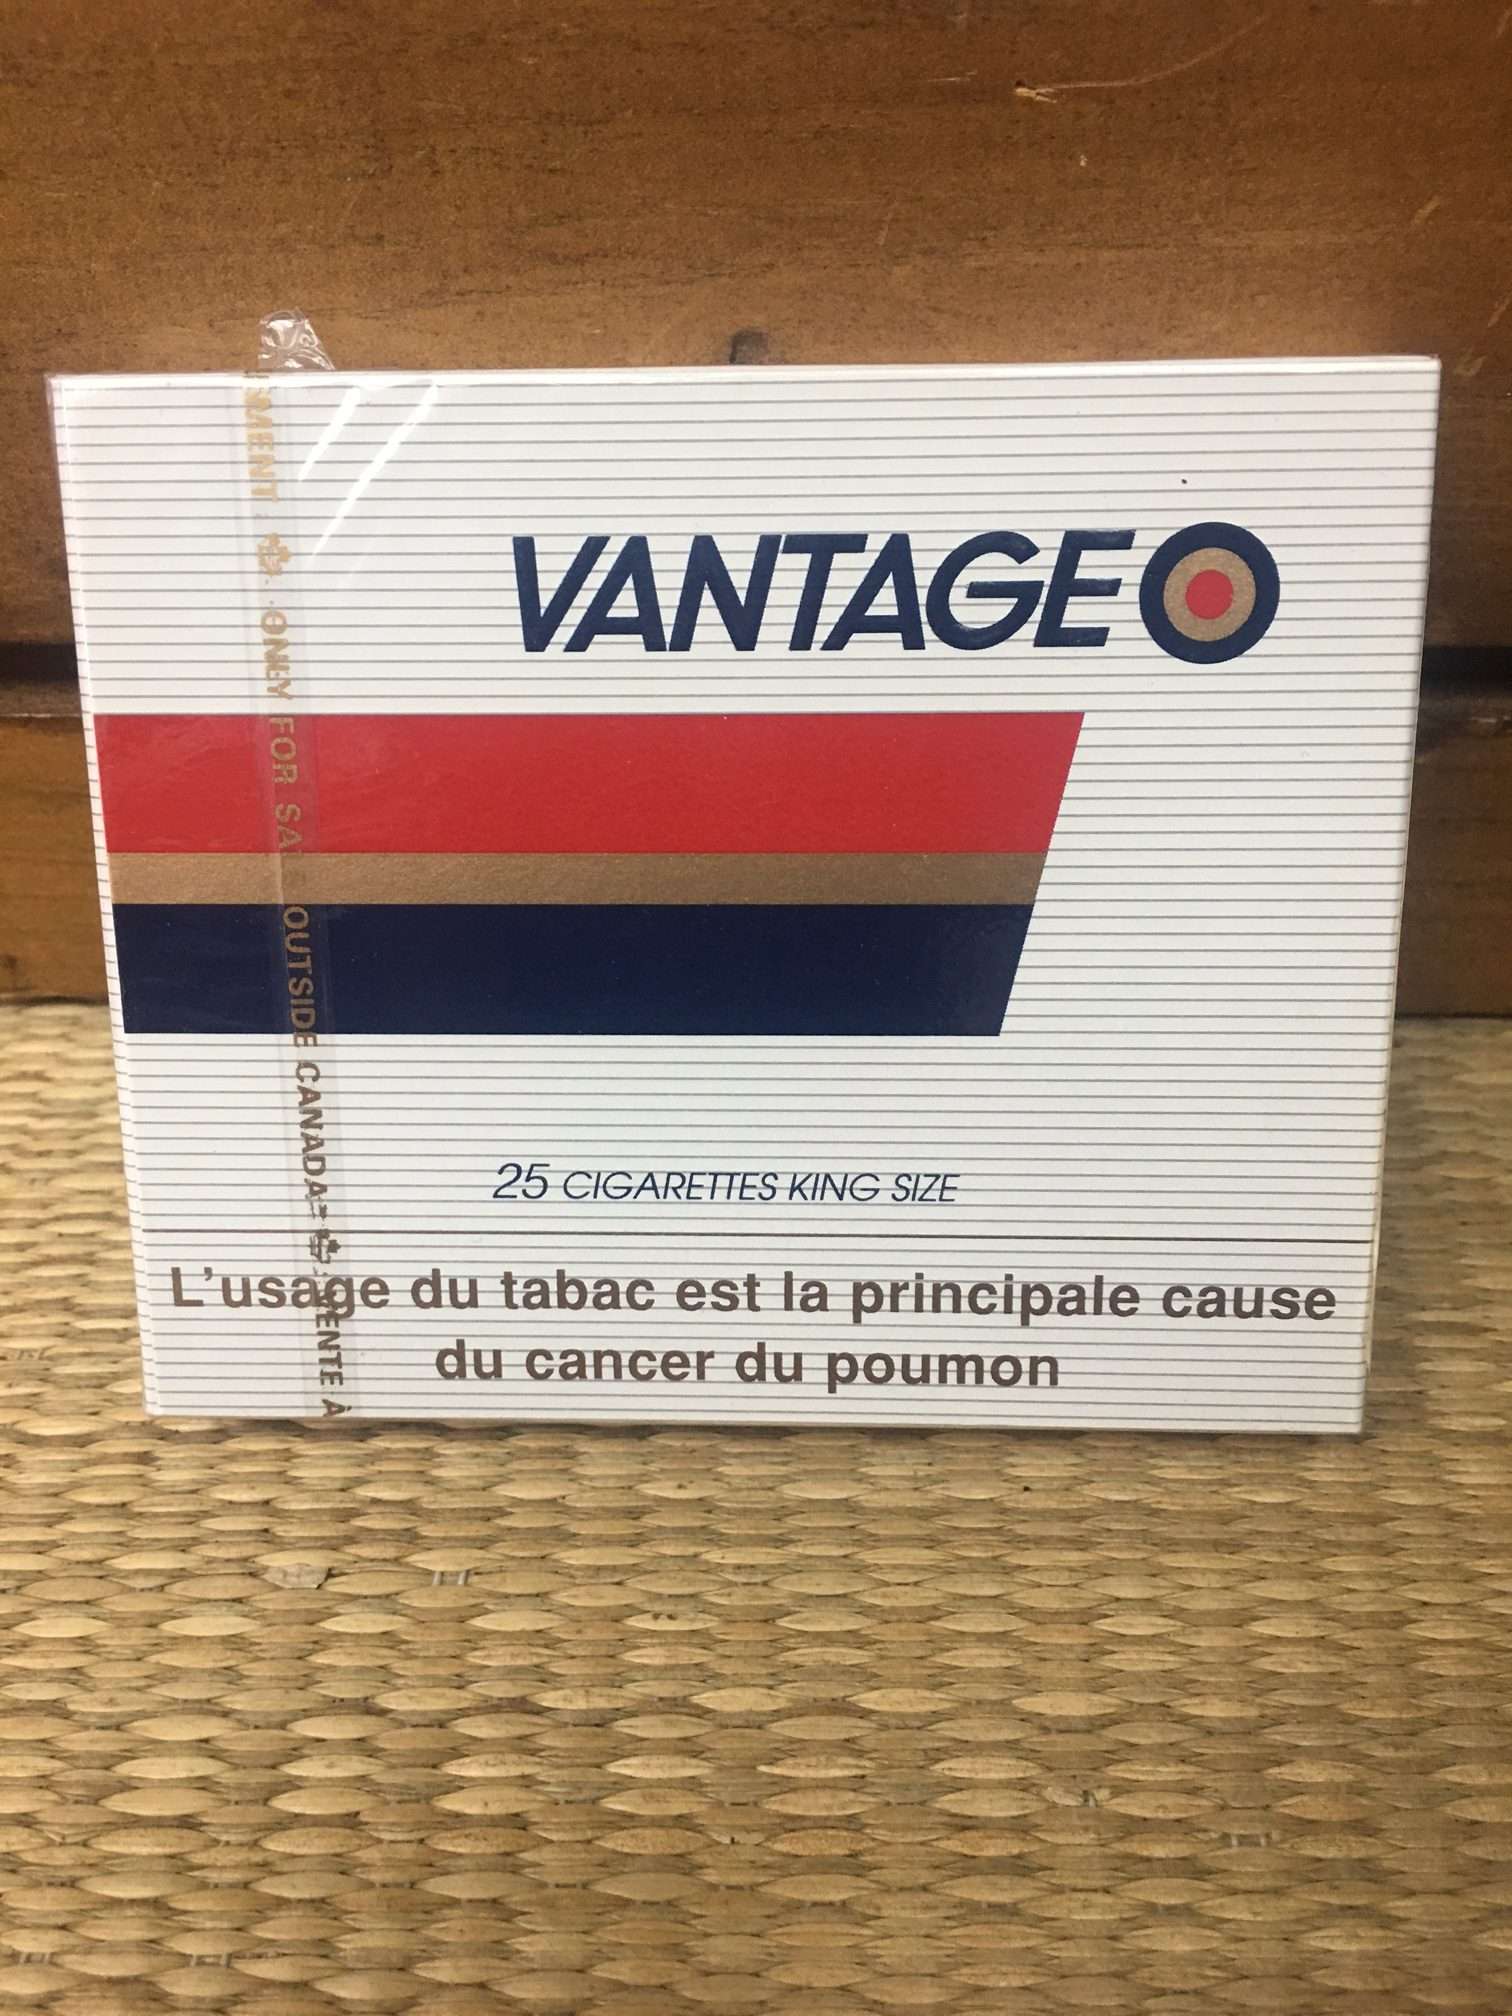 VANTAGE
25 CIGARETTES KING SIZE
L'usage du tabac est la principale cause
du cancer du poumon
ONLY FOR OUTSIDE CANADA
À